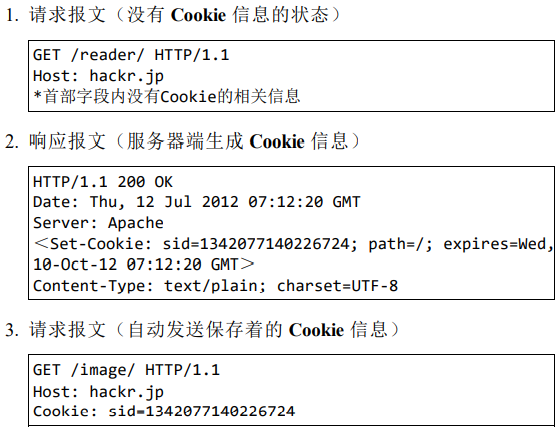 1. 请求报文（没有 Cookie 信息的状态）
GET /reader/ HTTP/1.1
Host: hackr.jp
*首部字段内没有Cookie的相关信息
2. 响应报文（服务器端生成 Cookie 信息）
HTTP/1.1 200 OK
Date: Thu, 12 Jul 2012 07:12:20 GMT
Server: Apache
＜Set-Cookie: sid=1342077140226724; path=/; expires=Wed,
10-Oct-12 07:12:20 GMT＞
Content-Type: text/plain; charset=UTF-8
3. 请求报文（自动发送保存着的 Cookie 信息）
GET /image/ HTTP/1.1
Host: hackr.jp
Cookie: sid=1342077140226724